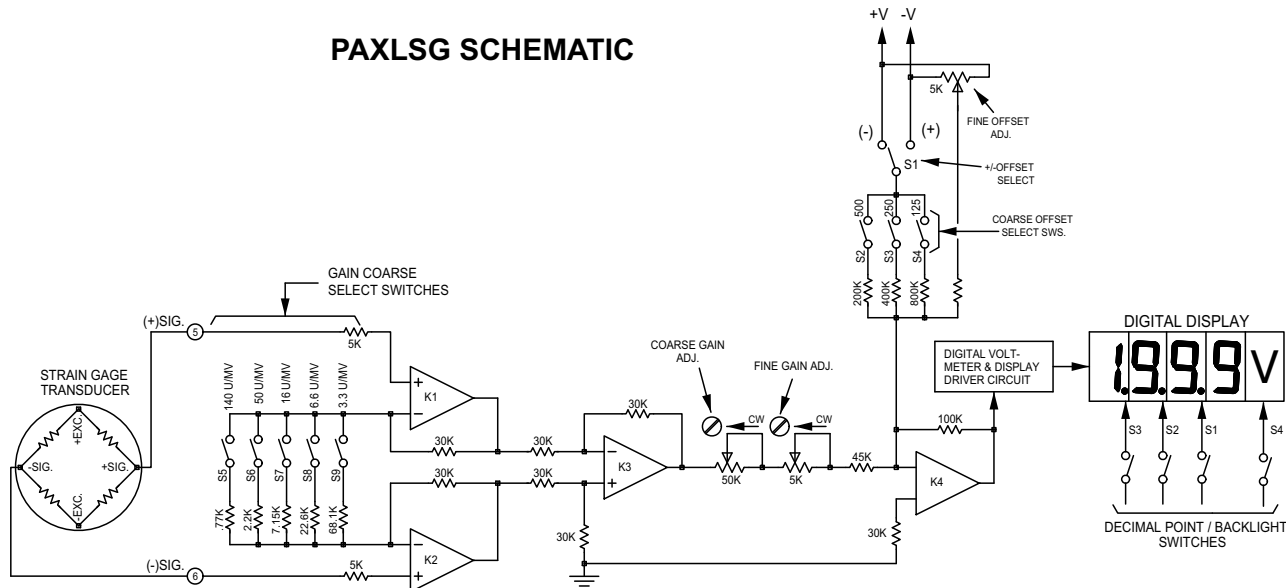 PAXLSG SCHEMATIC
+V
-V
5K
FINE OFFSET
ADJ.
(-)
(+)
S1
+/-OFFSET
SELECT
500
250
125
COARSE OFFSET
SELECT SWS.
S2
S3
S4
200K
400K
800K
GAIN COARSE
SELECT SWITCHES
(+)SIG.
5
5K
STRAIN GAGE
TRANSDUCER
+EXC.
-SIG.
+SIG.
-EXC.
140 U/MV
50 U/MV
16 U/MV
6.6 U/MV
3.3 U/MV
S5
S6
S7
S8
S9
.77K
2.2K
7.15K
22.6K
68.1K
(-)SIG.
6
5K
+
-
K1
30K
30K
30K
30K
-
+
K2
30K
-
+
K3
30K
COARSE GAIN
ADJ.
CW
50K
FINE GAIN ADJ.
CW
5K
45K
100K
-
+
K4
30K
DIGITAL VOLT-
METER & DISPLAY
DRIVER CIRCUIT
DIGITAL DISPLAY
1.9.9.9 V
S3
S2
S1
S4
DECIMAL POINT / BACKLIGHT
SWITCHES